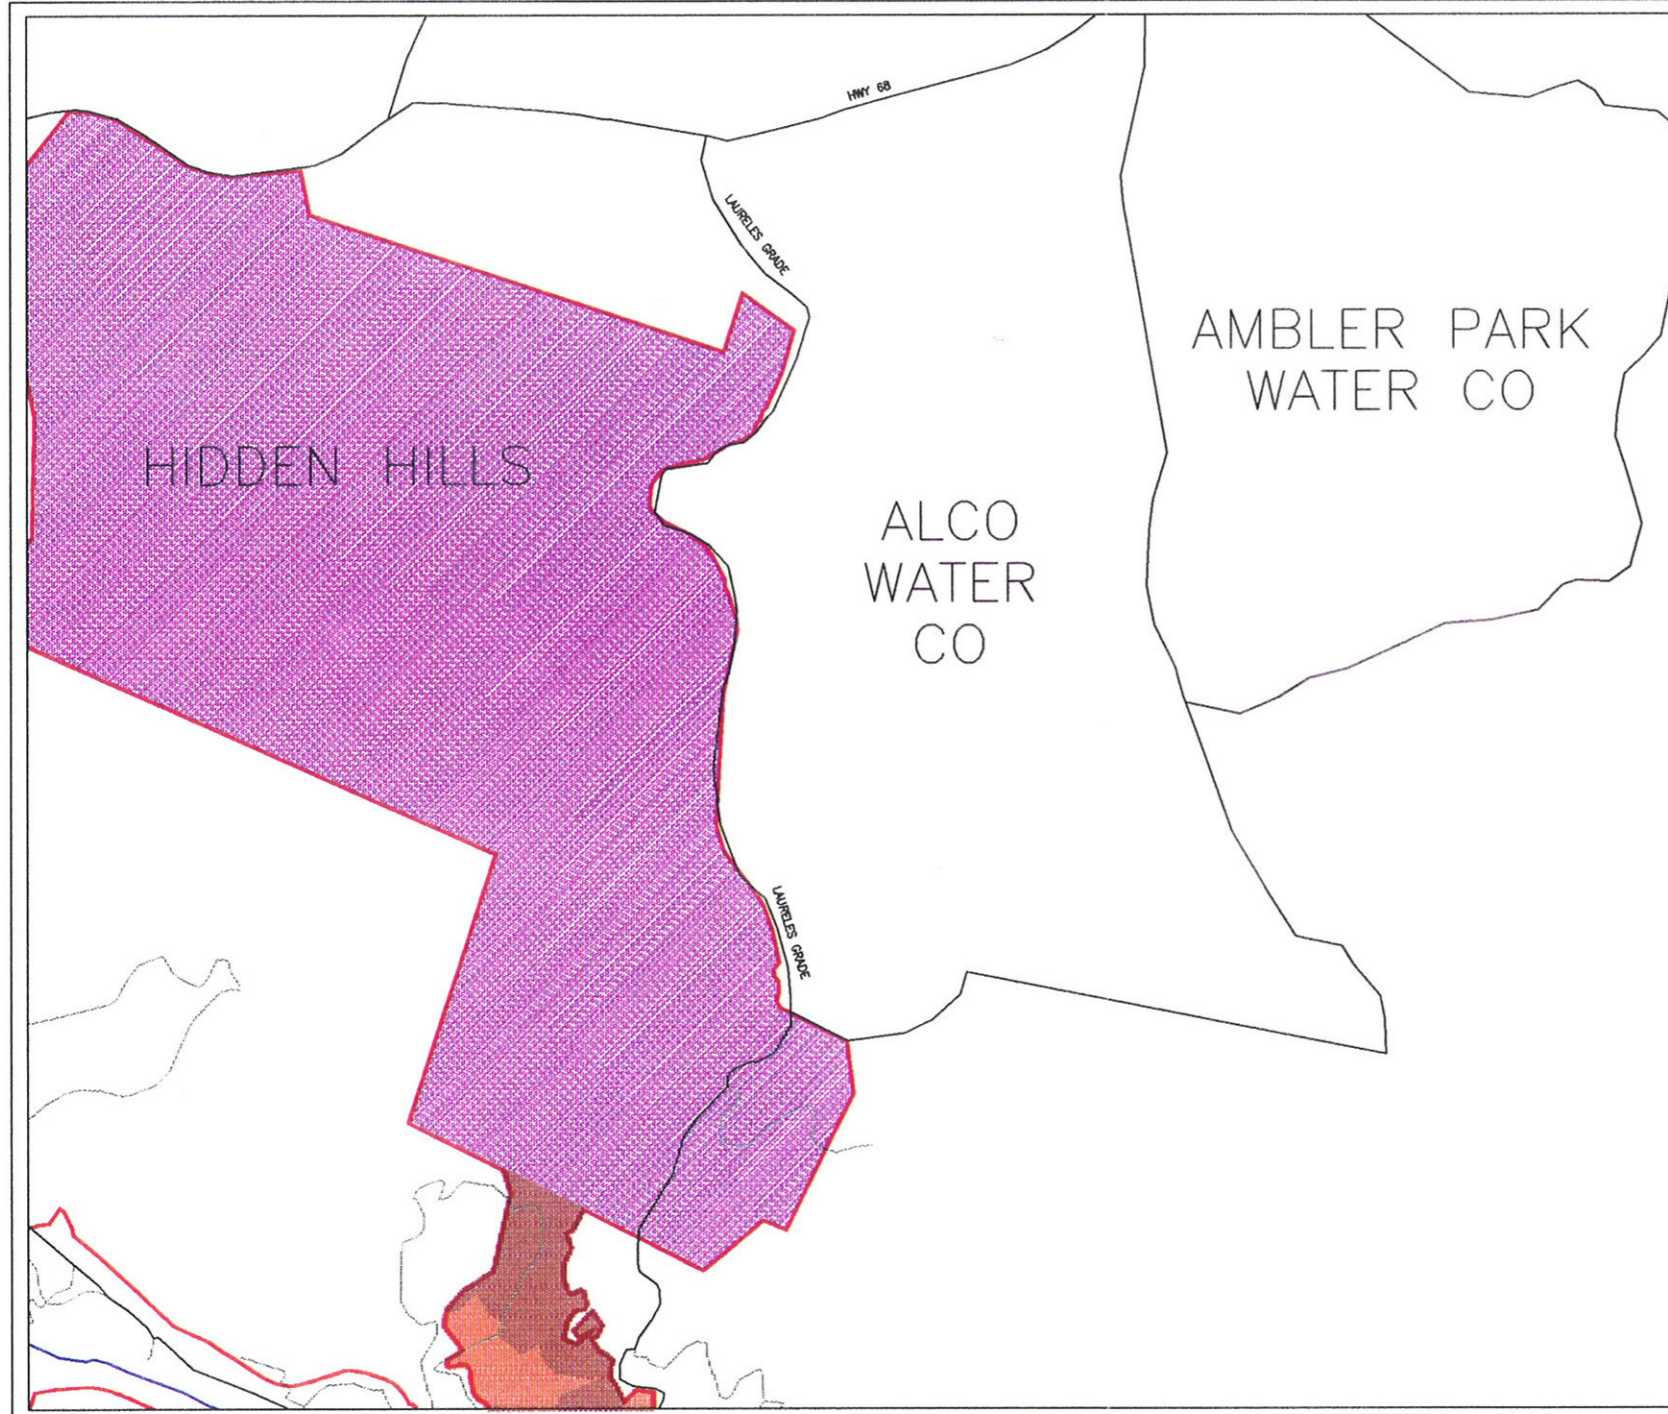 HWY 68
LAURELES GRADE
AMBLER PARK
WATER CO
HIDDEN HILLS
ALCO
WATER
CO
LAURELES GRADE